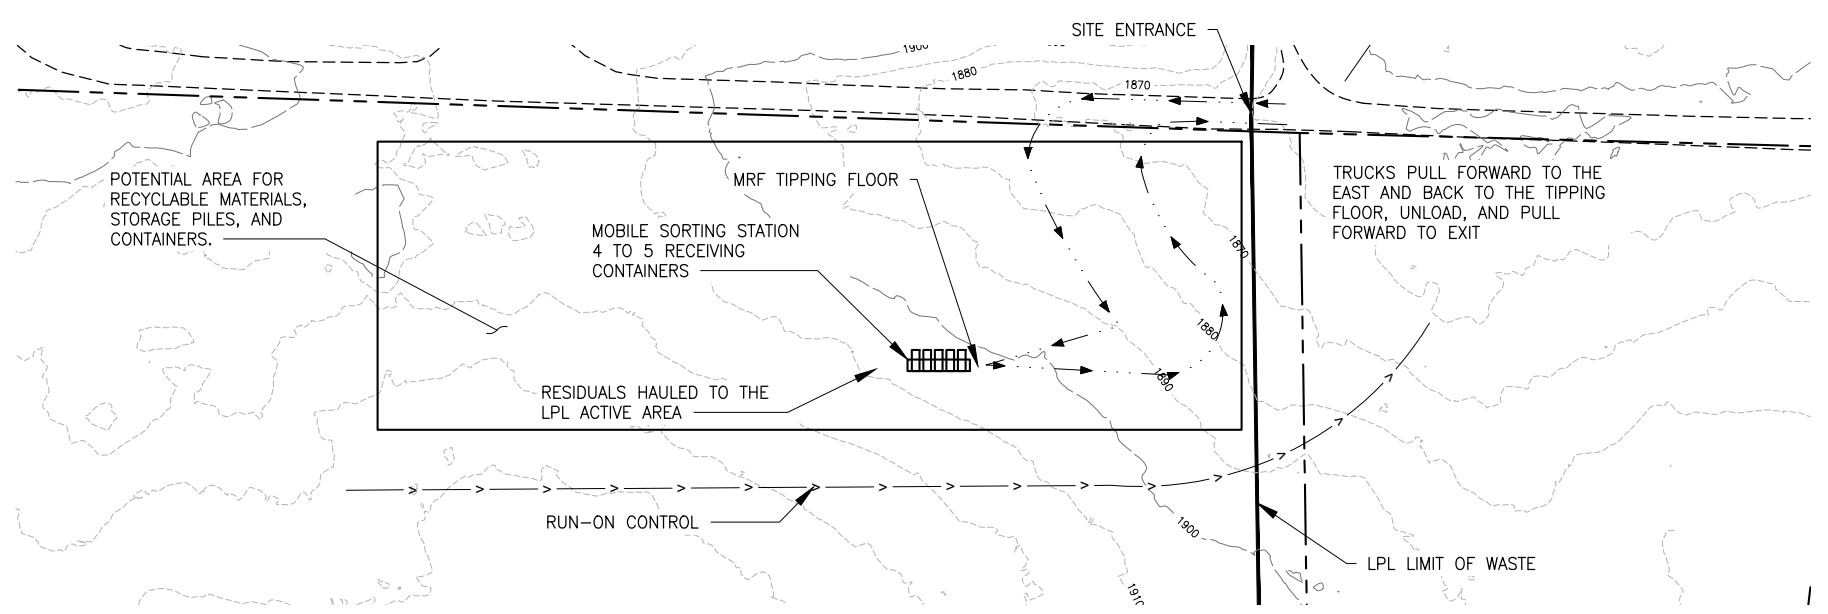 SITE ENTRANCE
1900
1880
1870
POTENTIAL AREA FOR
RECYCLABLE MATERIALS,
STORAGE PILES, AND
CONTAINERS.
MRF TIPPING FLOOR
TRUCKS PULL FORWARD TO THE
EAST AND BACK TO THE TIPPING
FLOOR, UNLOAD, AND PULL
FORWARD TO EXIT
MOBILE SORTING STATION
4 TO 5 RECEIVING
CONTAINERS
1870
1880
1890
RESIDUALS HAULED TO THE
LPL ACTIVE AREA
RUN-ON CONTROL
1900
LPL LIMIT OF WASTE
1910